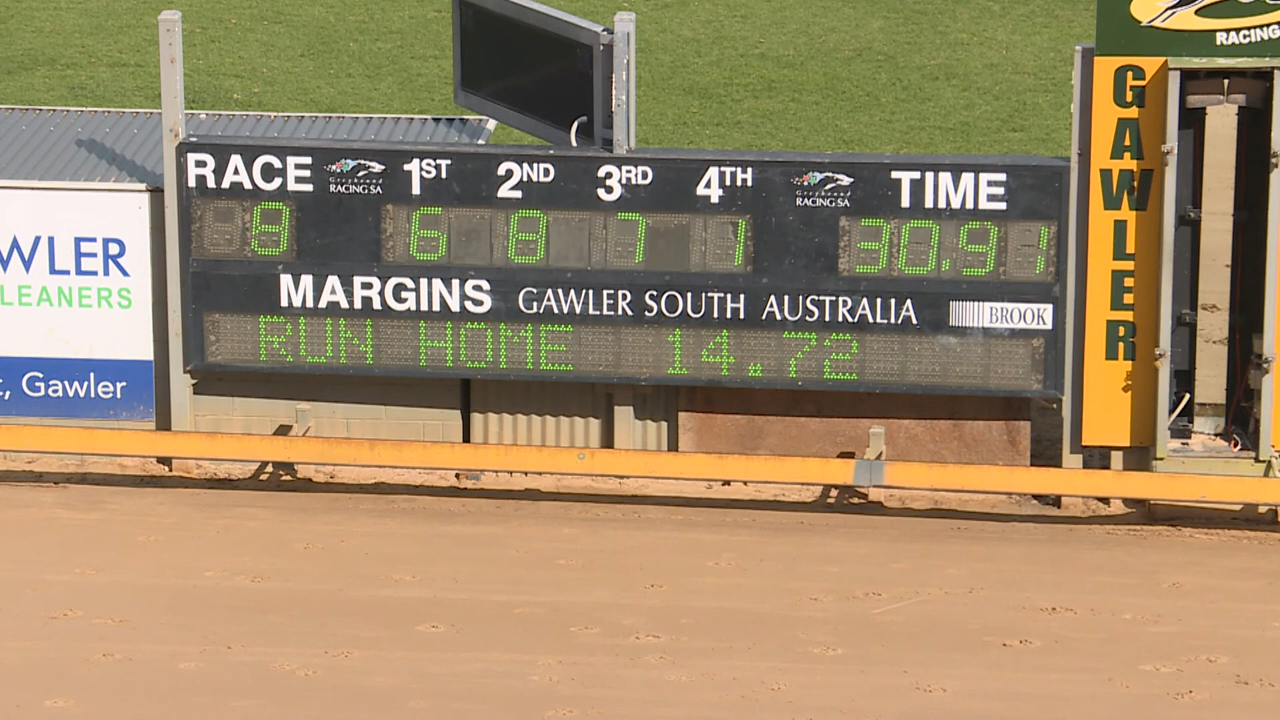 RACING
GAWLER
RACE Greyhound RACING SA 1ST 2ND 3RD 4TH Greyhound RACING SA TIME
8 6 8 7 1 30.91
MARGINS GAWLER SOUTH AUSTRALIA BROOK
RUN HOME 14.72
WLER
LEANERS
, Gawler